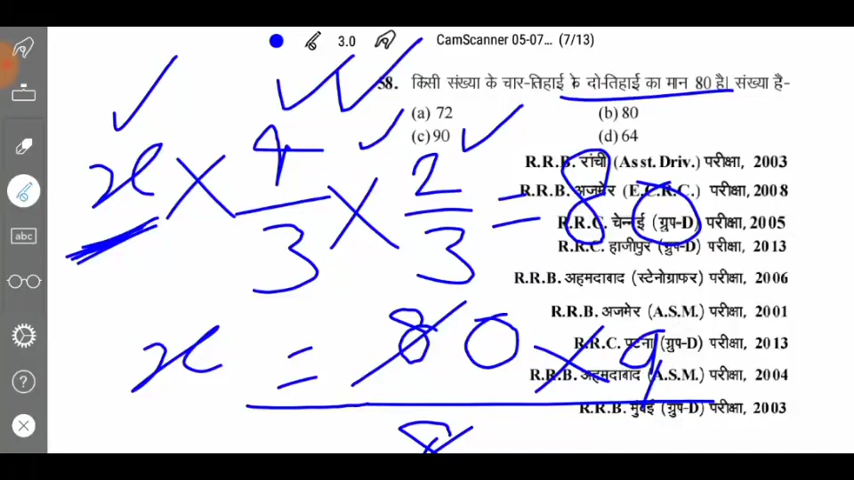 3.0 CamScanner 05-07... (7/13)
58. किसी संख्या के चार-तिहाई के दो-तिहाई का मान 80 है। संख्या है-
(a) 72 (b) 80
(c) 90 (d) 64
R.R.B. रांची (Asst. Driv.) परीक्षा, 2003
R.R.B. अजमेर (E.C.R.C.) परीक्षा, 2008
R.R.C. चेन्नई (ग्रुप-D) परीक्षा, 2005
R.R.C. हाजीपुर (ग्रुप-D) परीक्षा, 2013
R.R.B. अहमदाबाद (स्टेनोग्राफर) परीक्षा, 2006
R.R.B. अजमेर (A.S.M.) परीक्षा, 2001
R.R.C. पटना (ग्रुप-D) परीक्षा, 2013
R.R.B. अहमदाबाद (A.S.M.) परीक्षा, 2004
R.R.B. मुंबई (ग्रुप-D) परीक्षा, 2003
x × 4/3 × 2/3 = 80
x = 80 × 9
8
abc